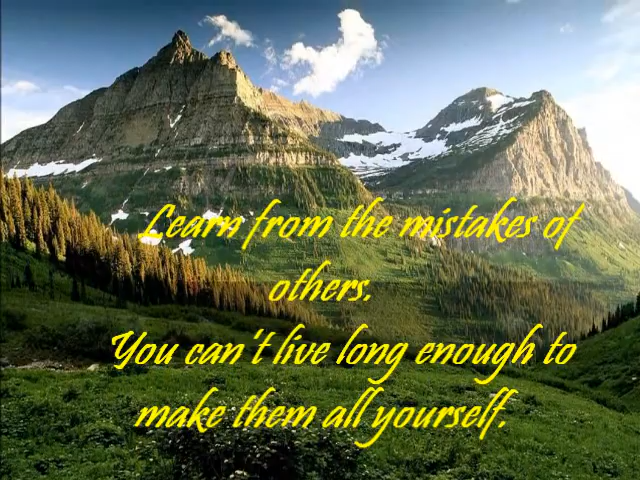 Learn from the mistakes of
others.
You can't live long enough to
make them all yourself.